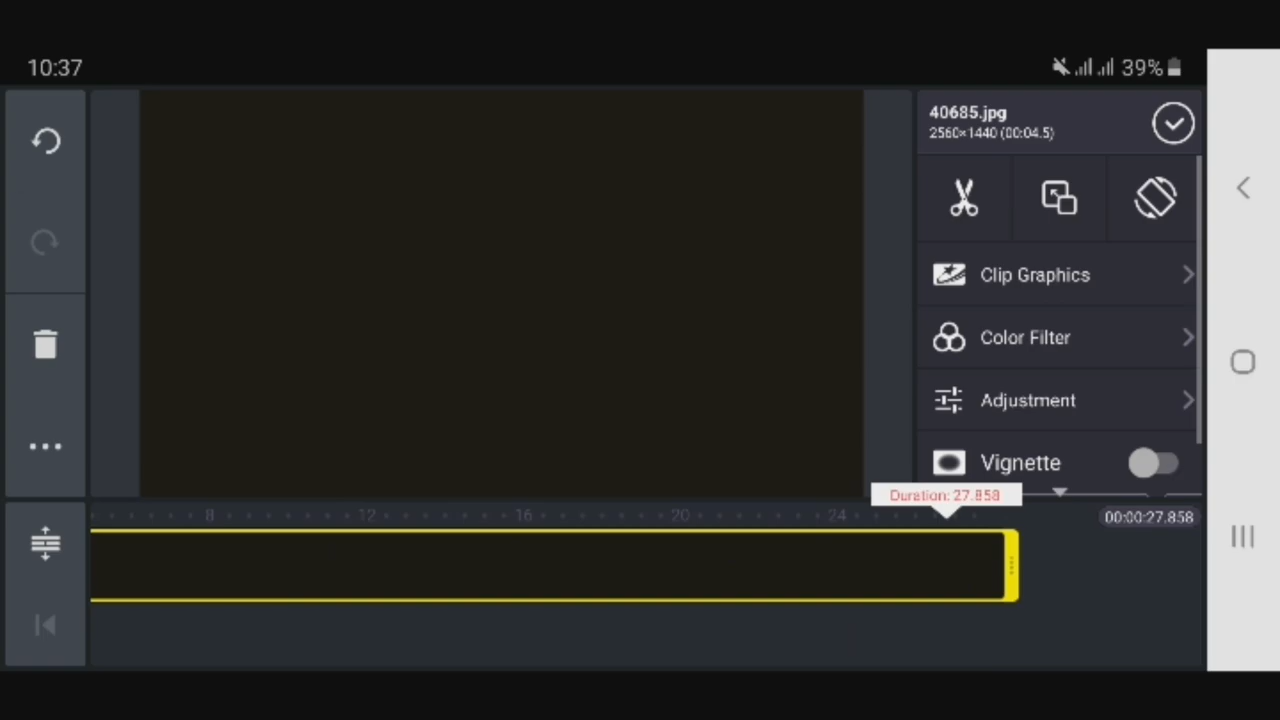 10:37
39%
40685.jpg
2560×1440 (00:04.5)
Clip Graphics
Color Filter
Adjustment
Vignette
Duration: 27.858
8 12 16 20 24
00:00:27.858